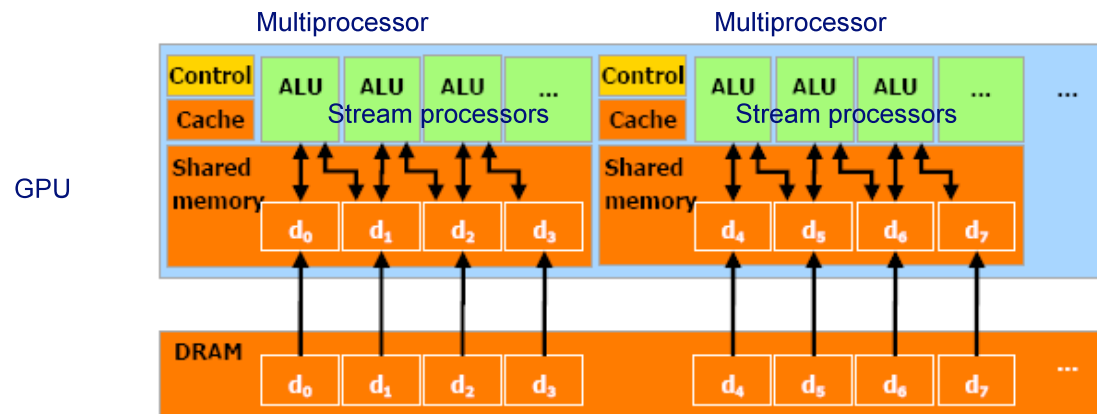 Multiprocessor Multiprocessor
Control ALU ALU ALU ... Control ALU ALU ALU ... ...
Cache Stream processors Cache Stream processors
GPU
Shared memory Shared memory
d₀ d₁ d₂ d₃ d₄ d₅ d₆ d₇
DRAM ...
d₀ d₁ d₂ d₃ d₄ d₅ d₆ d₇